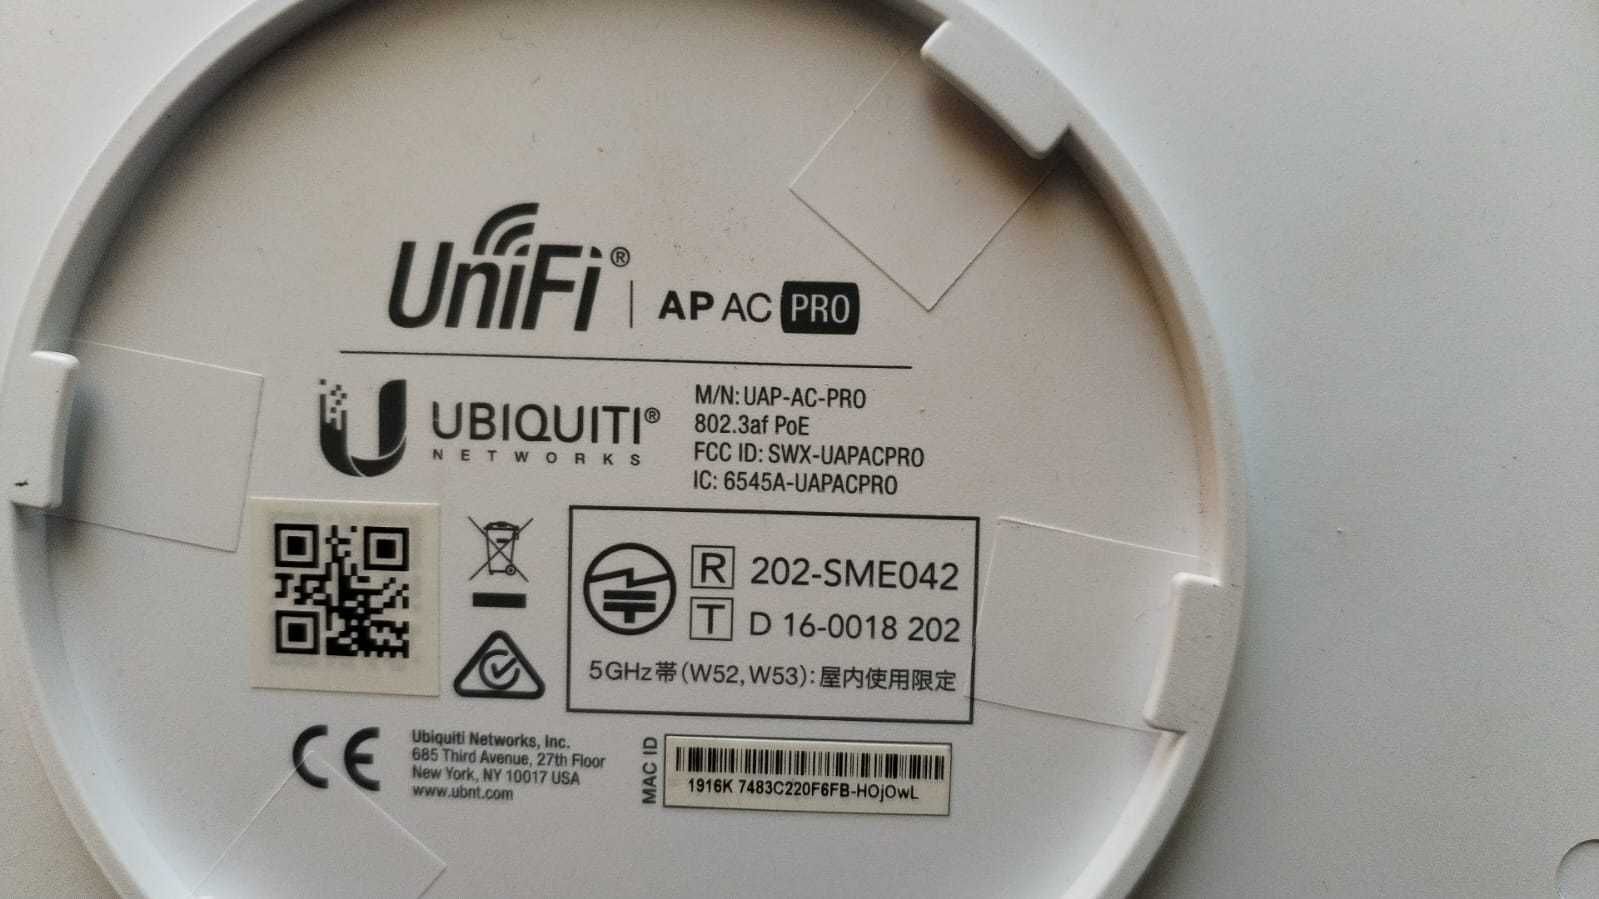 UniFi® | AP AC PRO
UBIQUITI®
NETWORKS
M/N: UAP-AC-PRO
802.3af PoE
FCC ID: SWX-UAPACPRO
IC: 6545A-UAPACPRO
R 202-SME042
T D 16-0018 202
5GHz帯(W52,W53):屋内使用限定
CE
Ubiquiti Networks, Inc.
685 Third Avenue, 27th Floor
New York, NY 10017 USA
www.ubnt.com
MAC ID
1916K 7483C220F6FB-HOjOwL